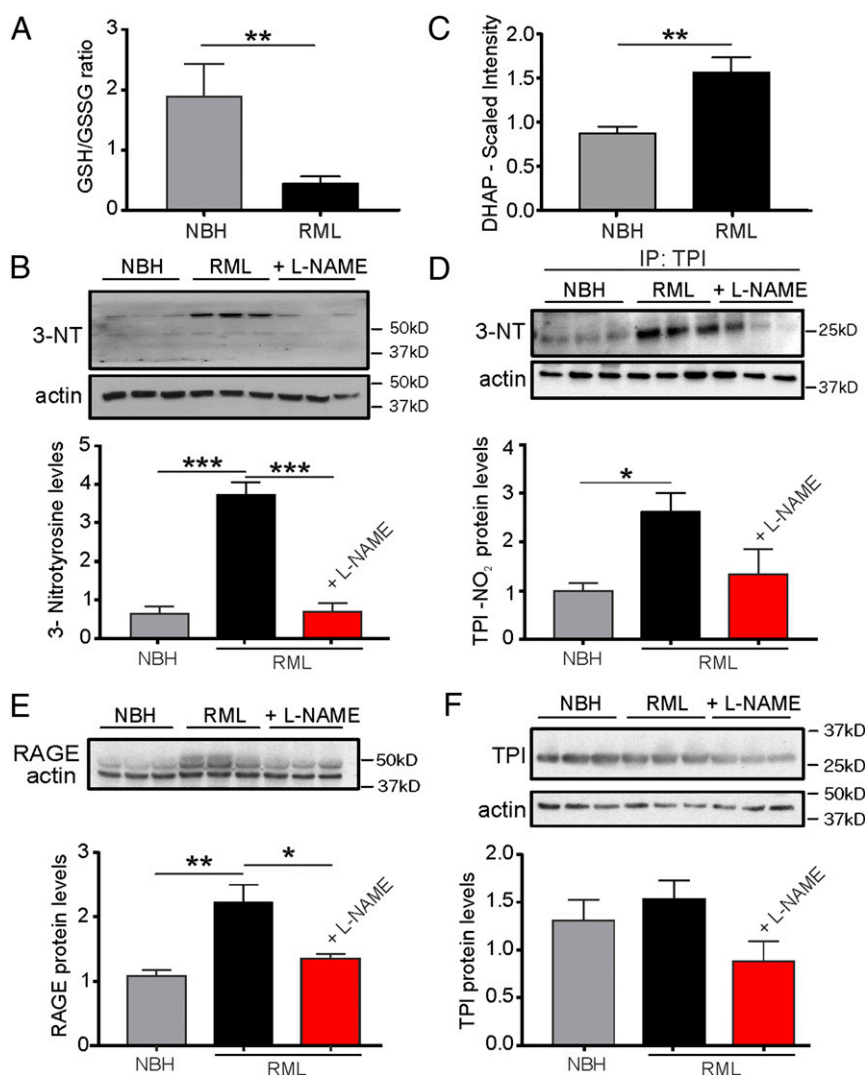 A
GSH/GSSG ratio
3
2
1
0
**
NBH
RML
C
DHAP - Scaled Intensity
2.0
1.5
1.0
0.5
0.0
**
NBH
RML
B
NBH RML + L-NAME
3-NT
50kD
37kD
actin
50kD
37kD
3- Nitrotyrosine levles
5
4
3
2
1
0
***
***
+ L-NAME
NBH
RML
D
IP: TPI
NBH RML + L-NAME
3-NT
25kD
actin
37kD
TPI -NO₂ protein levels
4
3
2
1
0
*
+ L-NAME
NBH
RML
E
NBH RML + L-NAME
RAGE
actin
50kD
37kD
RAGE protein levels
3
2
1
0
**
*
+ L-NAME
NBH
RML
F
NBH RML + L-NAME
TPI
37kD
25kD
actin
50kD
37kD
TPI protein levels
2.0
1.5
1.0
0.5
0.0
+ L-NAME
NBH
RML